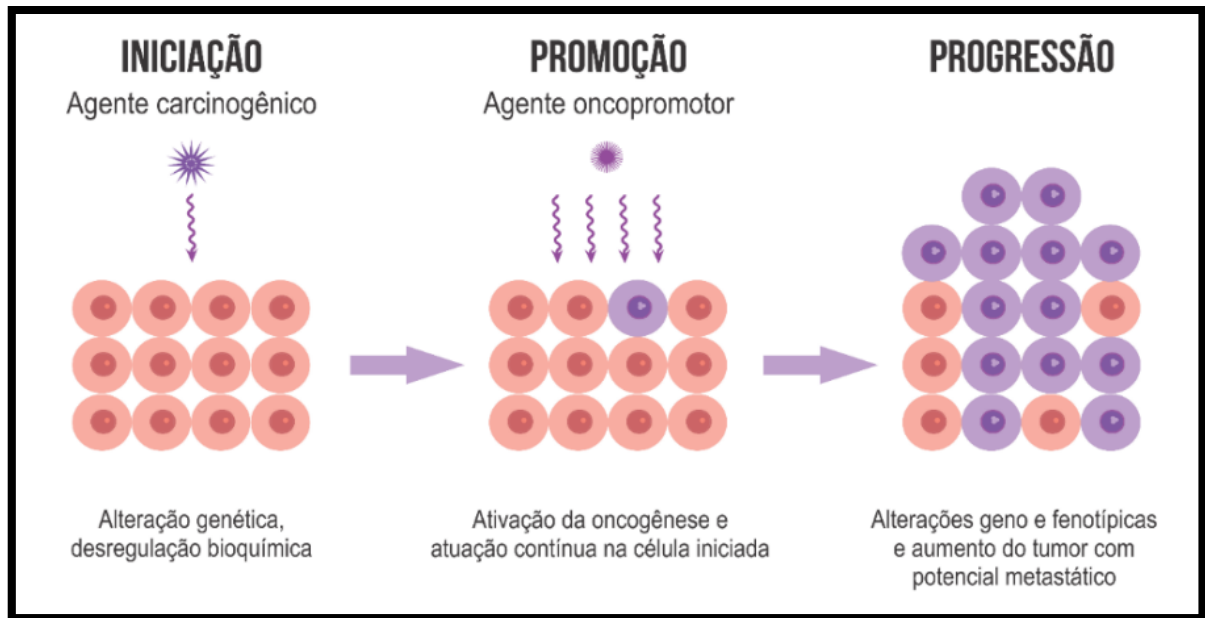 INICIAÇÃO
Agente carcinogênico
PROMOÇÃO
Agente oncopromotor
PROGRESSÃO
Alteração genética,
desregulação bioquímica
Ativação da oncogênese e
atuação contínua na célula iniciada
Alterações geno e fenotípicas
e aumento do tumor com
potencial metastático